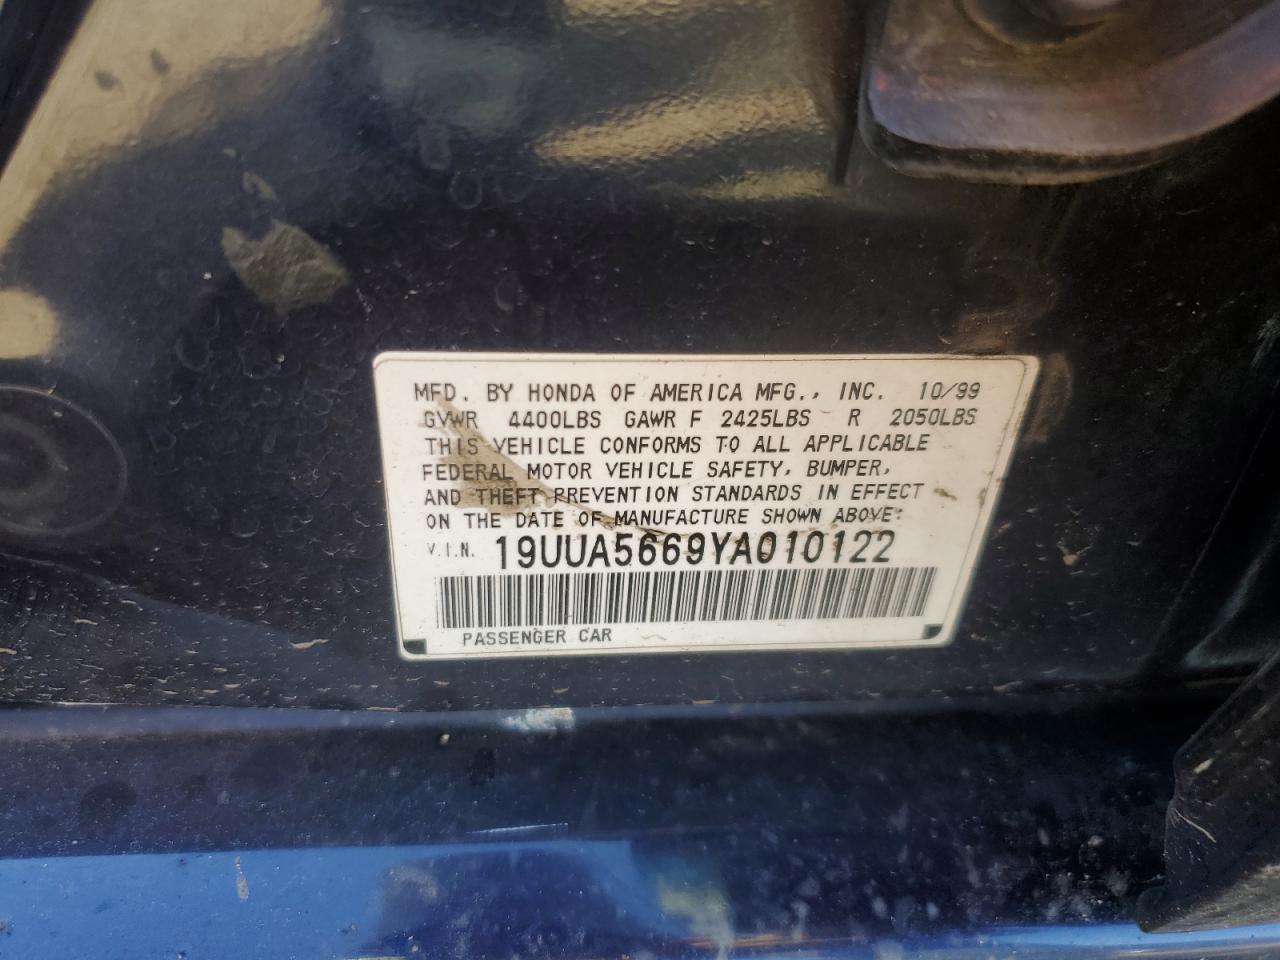 MFD. BY HONDA OF AMERICA MFG., INC. 10/99
GVWR 4400LBS GAWR F 2425LBS R 2050LBS
THIS VEHICLE CONFORMS TO ALL APPLICABLE
FEDERAL MOTOR VEHICLE SAFETY, BUMPER,
AND THEFT PREVENTION STANDARDS IN EFFECT
ON THE DATE OF MANUFACTURE SHOWN ABOVE:
V.I.N. 19UUA5669YA010122
PASSENGER CAR